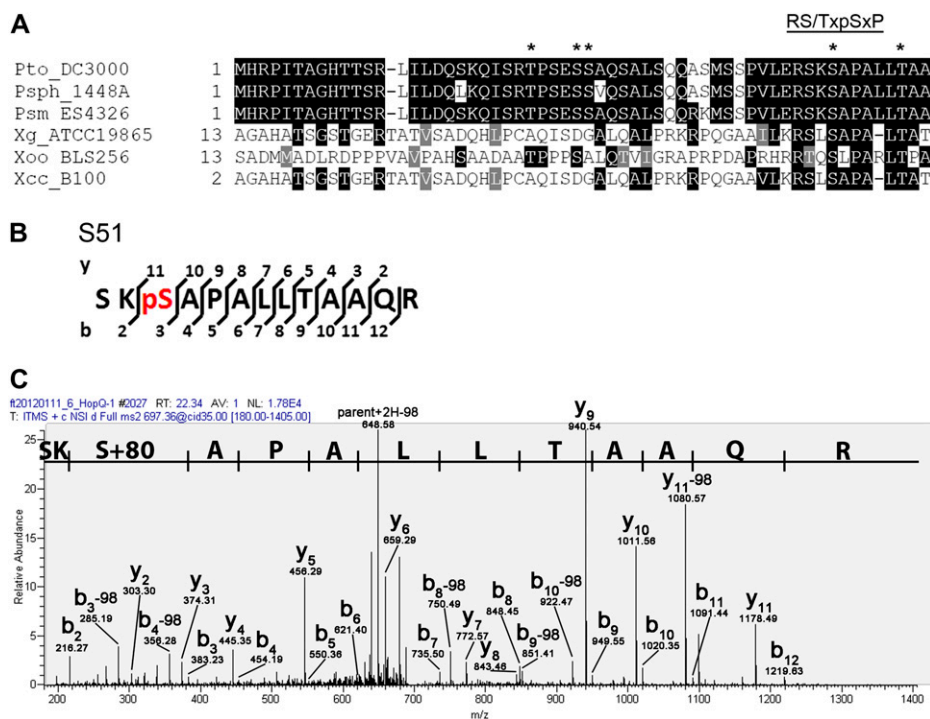 A
RS/TxpSxP
* ** * *
Pto_DC3000 1 MHRPITAGHTTSR-LILDQSKQISRTPSESSAQSALSQQASMSSPVLERSKSAPALLTAA
Psph_1448A 1 MHRPITAGHTTSR-LILDQLKQISRTPSESSVQSALSQQASMSSPVLERSKSAPALLTAA
Psm ES4326 1 MHRPITAGHTTSR-LILDQSKQISRTPSESSAQSALSQQRKMSSPVLERSKSAPALLTAA
Xg_ATCC19865 13 AGAHATSGSTGERTATVSADQHLPCAQISDGALQALPRKRPQGAAILKRSLSAPA-LTAT
Xoo BLS256 13 SADMMADLRDPPPVAVPAHSAADAATPPPSALQTVIGRAPRPDAPRHRRTQSLPARLTPA
Xcc_B100 2 AGAHATSGSTGERTATVSADQHLPCAQISDGALQALPRKRPQGAAVLKRSLSAPA-LTAT
B S51
y 11 10 9 8 7 6 5 4 3 2
S K pS A P A L L T A A Q R
b 2 3 4 5 6 7 8 9 10 11 12
C
ft20120111_6_HopQ-1 #2027 RT: 22.34 AV: 1 NL: 1.78E4
T: ITMS + c NSI d Full ms2 697.36@cid35.00 [180.00-1405.00]
parent+2H-98
648.58
y9
940.54
SK S+80 A P A L L T A A Q R
y11-98
1080.57
y10
1011.56
y6
659.29
y5
456.29
b3-98
285.19
y2
303.30
b4-98
356.28
y3
374.31
b2
216.27
b3
383.23
y4
445.35
b4
454.19
b5
550.36
b6
621.40
b7
735.50
b8-98
750.49
y7
772.57
y8
843.46
b8
848.45
b9-98
851.41
b10-98
922.47
b9
949.55
b10
1020.35
b11
1091.44
y11
1178.49
b12
1219.63
Relative Abundance
25
20
15
10
5
0
200 400 600 800 1000 1200 1400
m/z